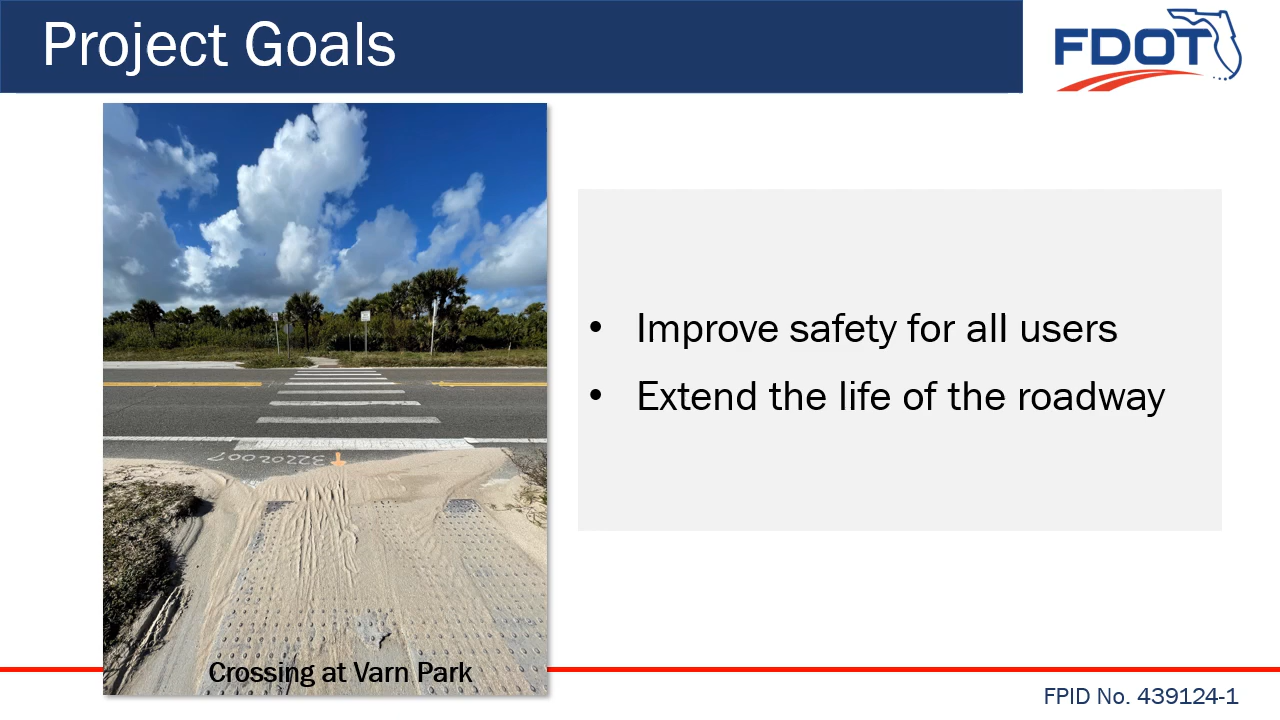 Project Goals
FDOT
32202007
• Improve safety for all users
• Extend the life of the roadway
Crossing at Varn Park
FPID No. 439124-1